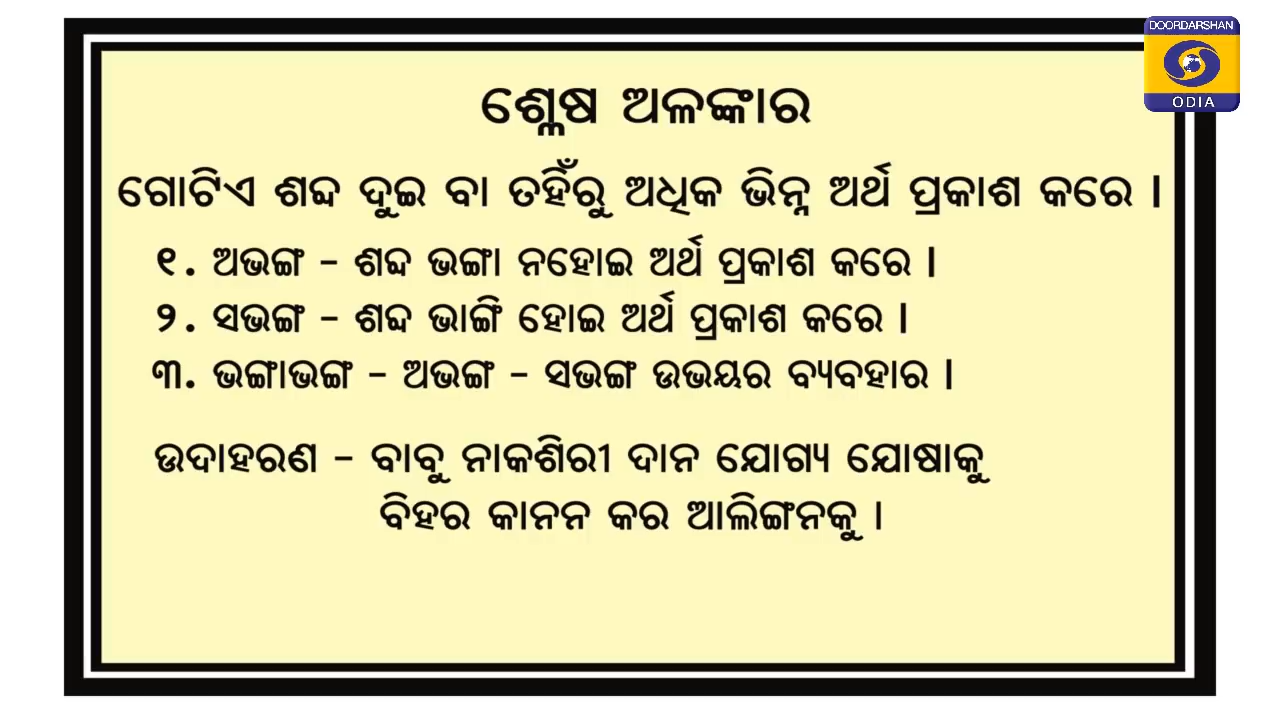 DOORDARSHAN
ODIA
ଶ୍ଳେଷ ଅଳଙ୍କାର
ଗୋଟିଏ ଶବ୍ଦ ଦୁଇ ବା ତହିଁରୁ ଅଧିକ ଭିନ୍ନ ଅର୍ଥ ପ୍ରକାଶ କରେ ।
୧. ଅଭଙ୍ଗ – ଶବ୍ଦ ଭଙ୍ଗା ନହୋଇ ଅର୍ଥ ପ୍ରକାଶ କରେ ।
୨. ସଭଙ୍ଗ – ଶବ୍ଦ ଭାଙ୍ଗି ହୋଇ ଅର୍ଥ ପ୍ରକାଶ କରେ ।
୩. ଭଙ୍ଗାଭଙ୍ଗ – ଅଭଙ୍ଗ – ସଭଙ୍ଗ ଉଭୟର ବ୍ୟବହାର ।
ଉଦାହରଣ – ବାବୁ ନାକଶିରୀ ଦାନ ଯୋଗ୍ୟ ଯୋଷାକୁ
ବିହର କାନନ କର ଆଲିଙ୍ଗନକୁ ।